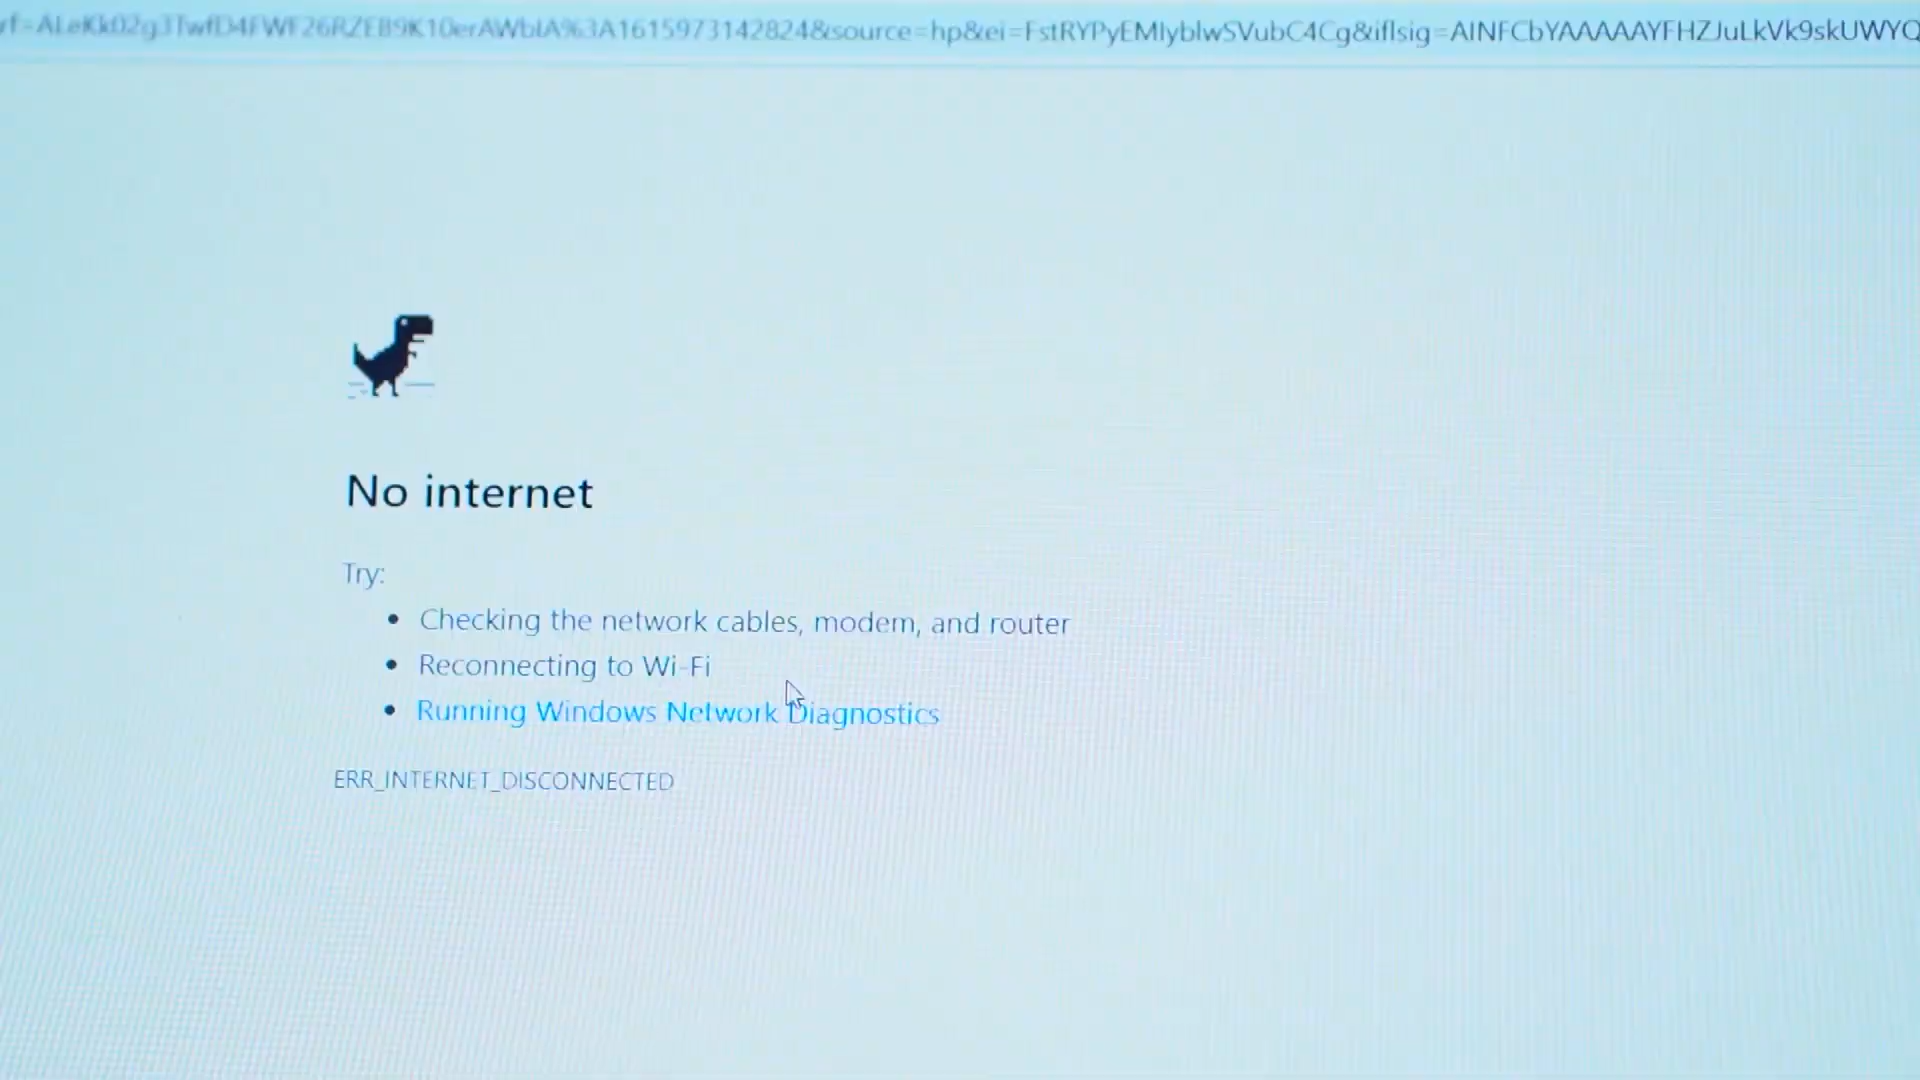 rf=ALeKk02g3TwfD4FWF26RZEB9K10erAWbIA%3A1615973142824&source=hp&ei=FstRYPyEMIyblwSVubC4Cg&iflsig=AINFCbYAAAAAYFHZJuLkVk9skUWYQ
No internet
Try:
• Checking the network cables, modem, and router
• Reconnecting to Wi-Fi
• Running Windows Network Diagnostics
ERR_INTERNET_DISCONNECTED